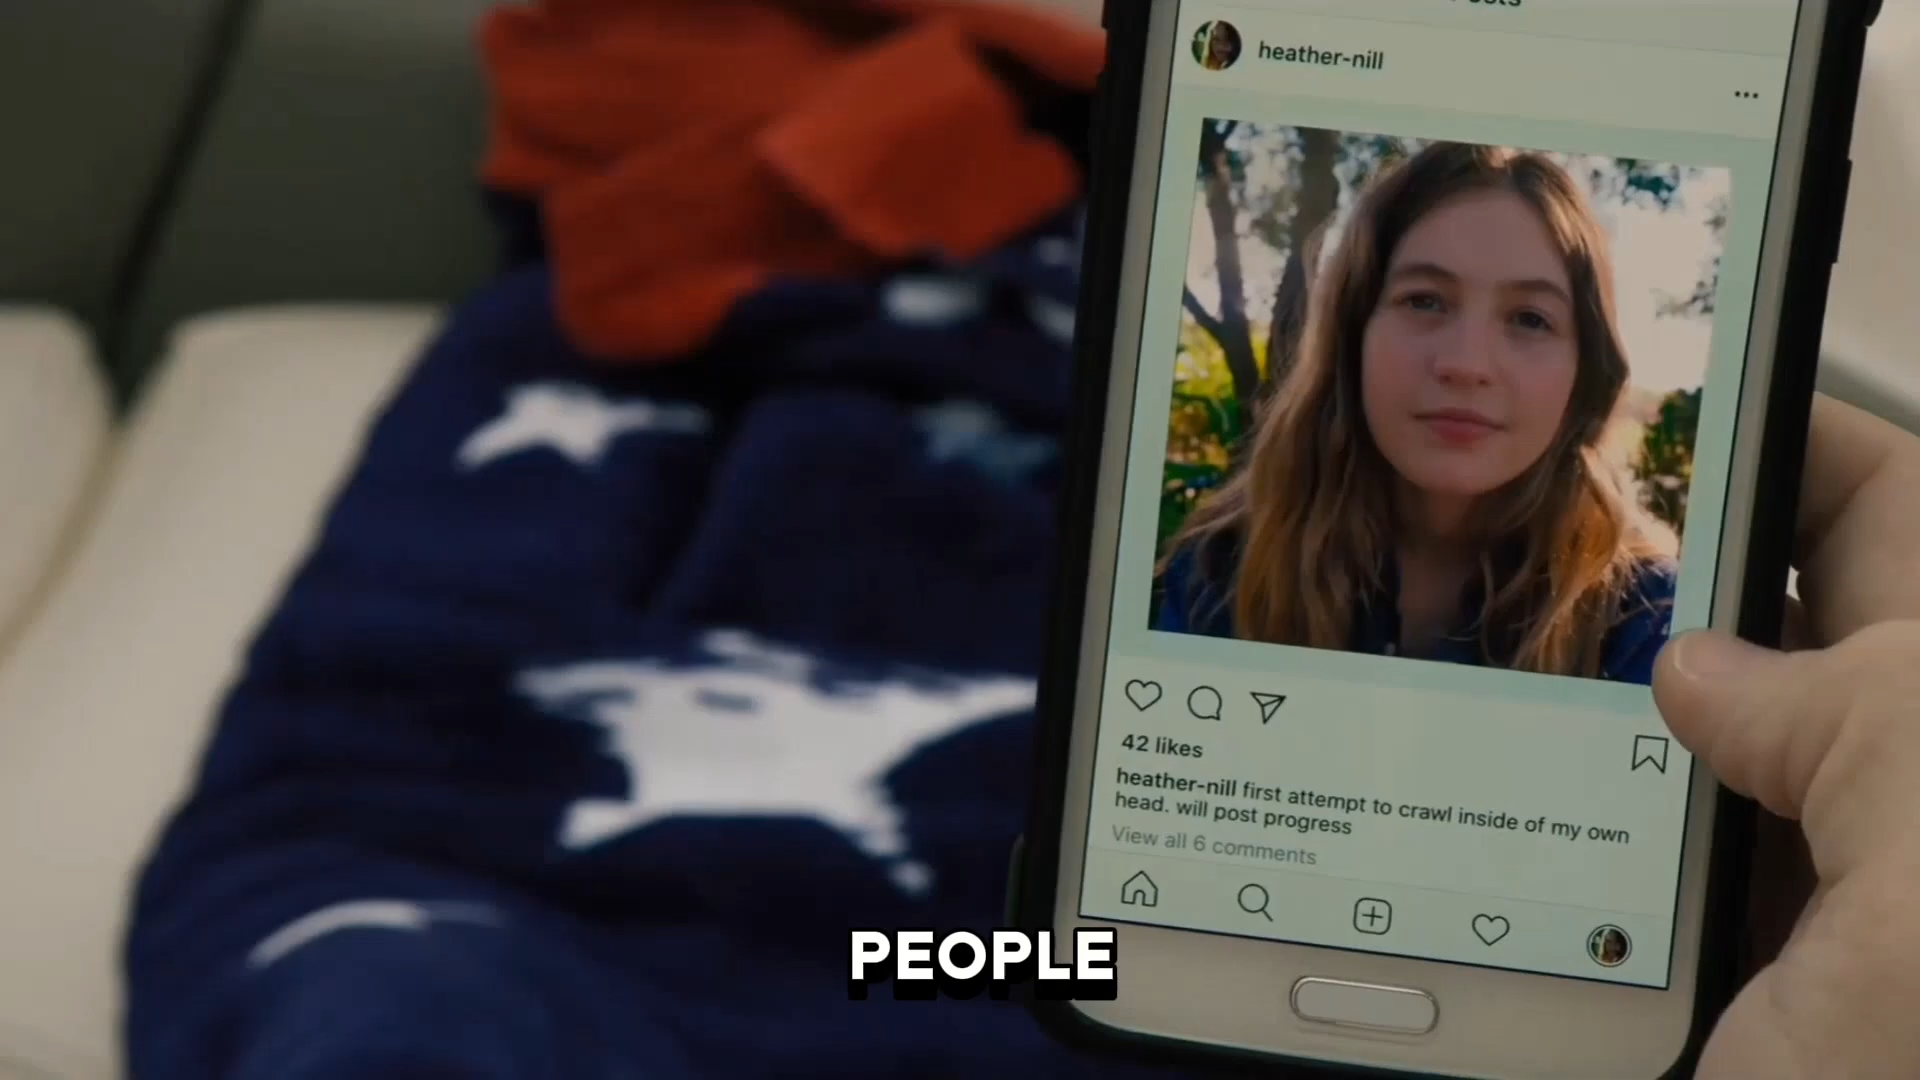 heather-nill
42 likes
heather-nill first attempt to crawl inside of my own
head. will post progress
View all 6 comments
PEOPLE